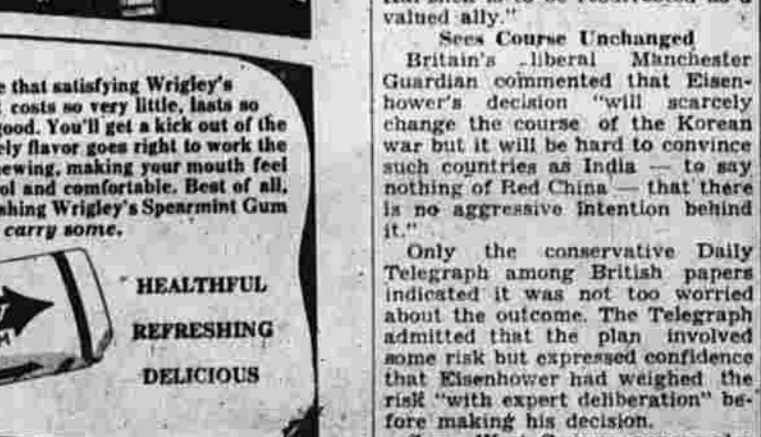 e that satisfying Wrigley's
costs so very little, lasts so
good. You'll get a kick out of the
ely flavor goes right to work the
ewing, making your mouth feel
ol and comfortable. Best of all,
shing Wrigley's Spearmint Gum
carry some.
HEALTHFUL
REFRESHING
DELICIOUS
valued ally."
Sees Course Unchanged
Britain's liberal Manchester
Guardian commented that Eisen-
hower's decision "will scarcely
change the course of the Korean
war but it will be hard to convince
such countries as India — to say
nothing of Red China — that there
is no aggressive intention behind
it."
Only the conservative Daily
Telegraph among British papers
indicated it was not too worried
about the outcome. The Telegraph
admitted that the plan involved
some risk but expressed confidence
that Eisenhower had weighed the
risk "with expert deliberation" be-
fore making his decision.